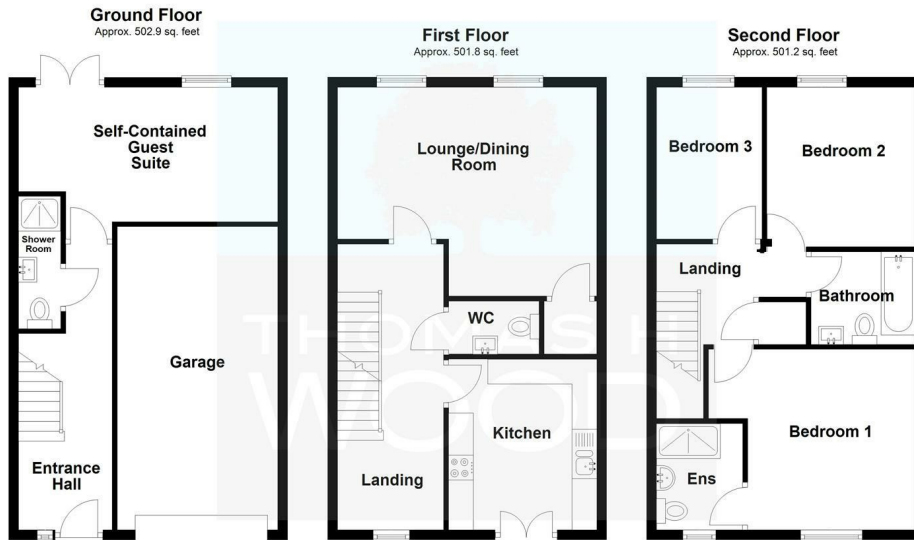 Ground Floor
Approx. 502.9 sq. feet
Self-Contained
Guest
Suite
Shower
Room
Garage
Entrance
Hall
First Floor
Approx. 501.8 sq. feet
Lounge/Dining
Room
WC
Kitchen
Landing
Second Floor
Approx. 501.2 sq. feet
Bedroom 3
Bedroom 2
Landing
Bathroom
Bedroom 1
Ens
THOMAS H
WOOD